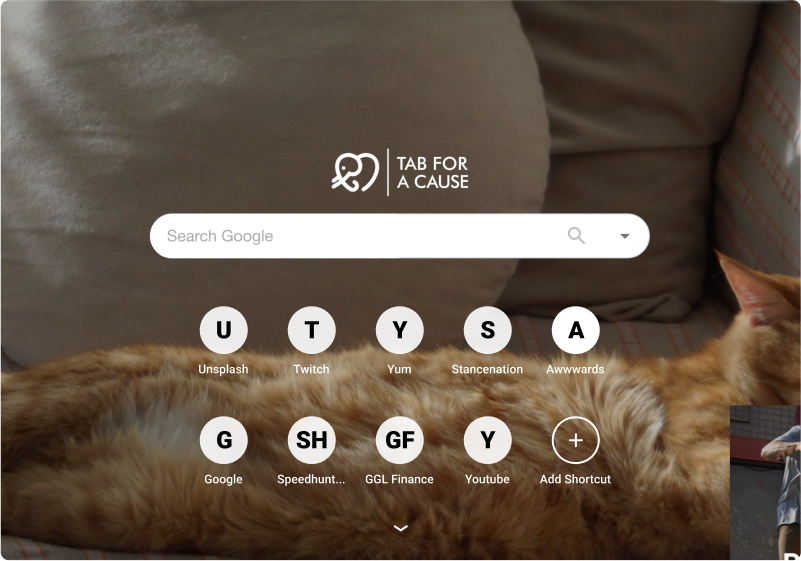 TAB FOR
A CAUSE
Search Google
U
T
Y
S
A
Unsplash
Twitch
Yum
Stancenation
Awwwards
G
SH
GF
Y
Google
Speedhunt...
GGL Finance
Youtube
Add Shortcut